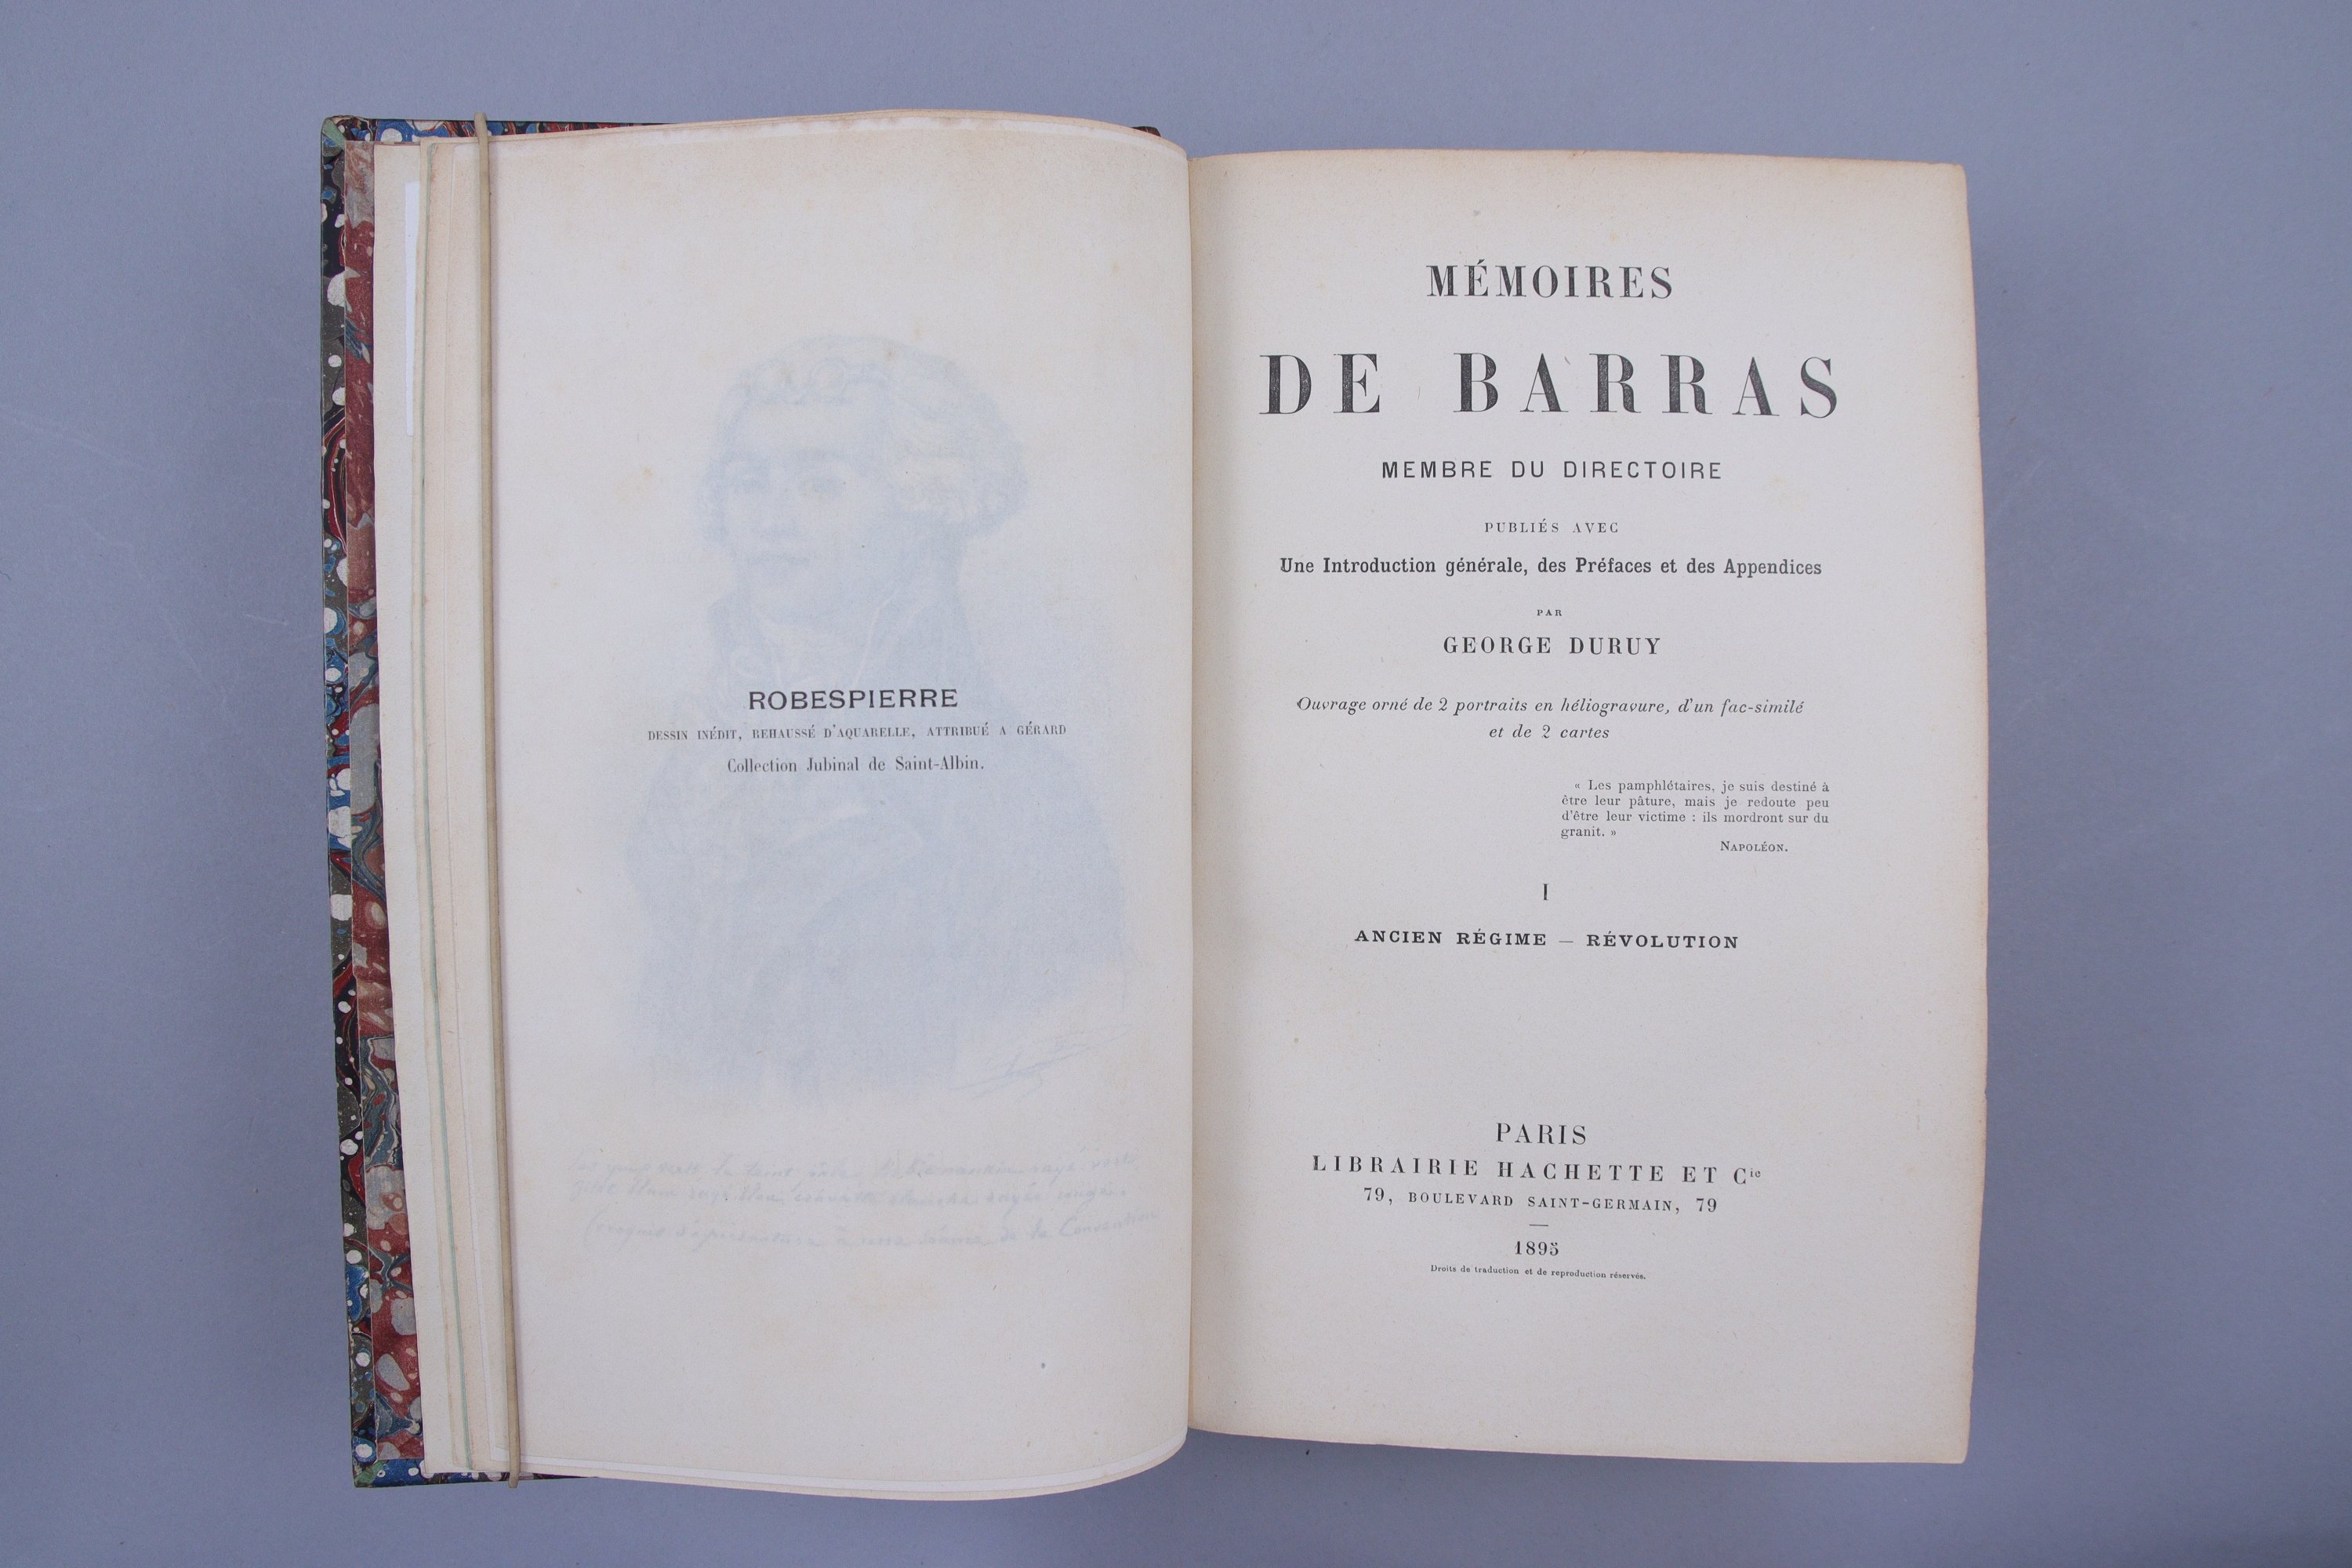 ROBESPIERRE
DESSIN INÉDIT, REHAUSSÉ D'AQUARELLE, ATTRIBUÉ A GÉRARD
Collection Jubinal de Saint-Albin.
MÉMOIRES
DE BARRAS
MEMBRE DU DIRECTOIRE
PUBLIÉS AVEC
Une Introduction générale, des Préfaces et des Appendices
PAR
GEORGE DURUY
Ouvrage orné de 2 portraits en héliogravure, d'un fac-similé
et de 2 cartes
« Les pamphlétaires, je suis destiné à
être leur pâture, mais je redoute peu
d'être leur victime : ils mordront sur du
granit. »
NAPOLÉON.
I
ANCIEN RÉGIME — RÉVOLUTION
PARIS
LIBRAIRIE HACHETTE ET Cie
79, BOULEVARD SAINT-GERMAIN, 79
1895
Droits de traduction et de reproduction réservés.